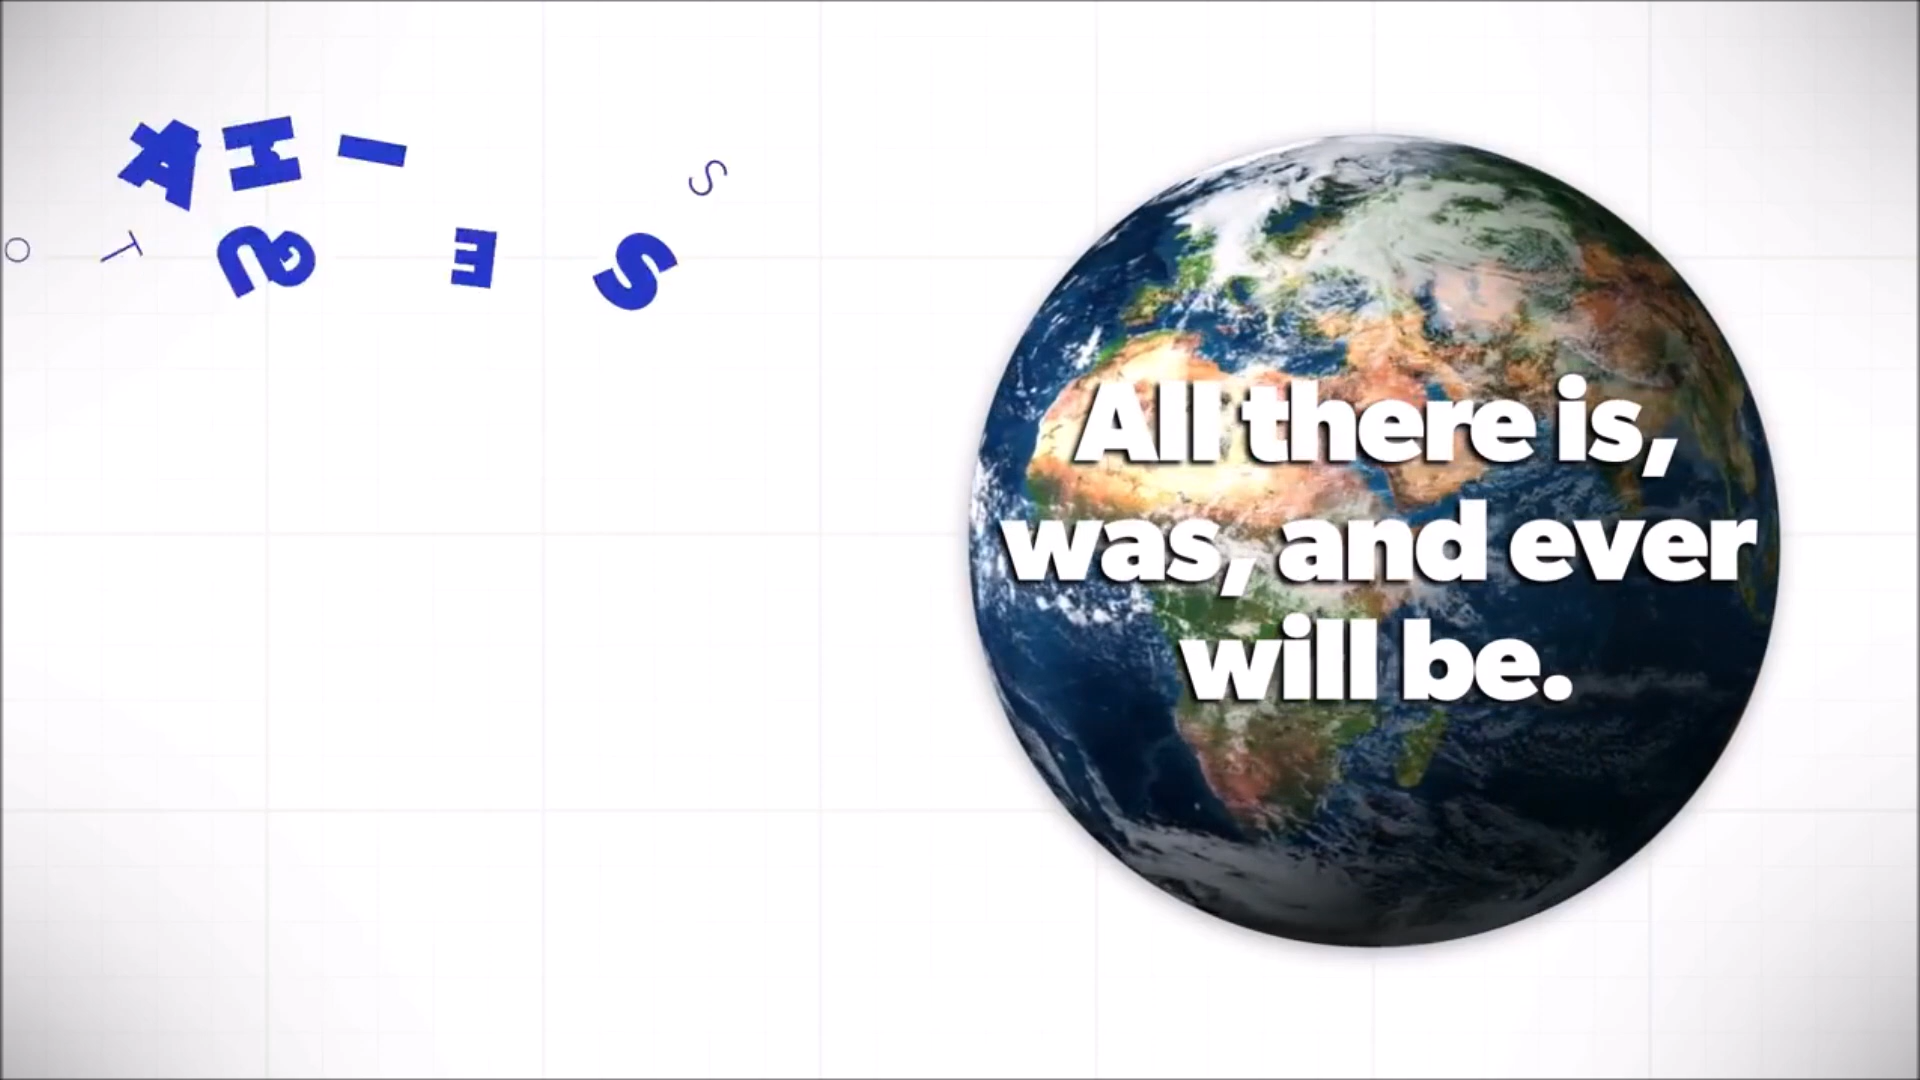 All there is,
was, and ever
will be.